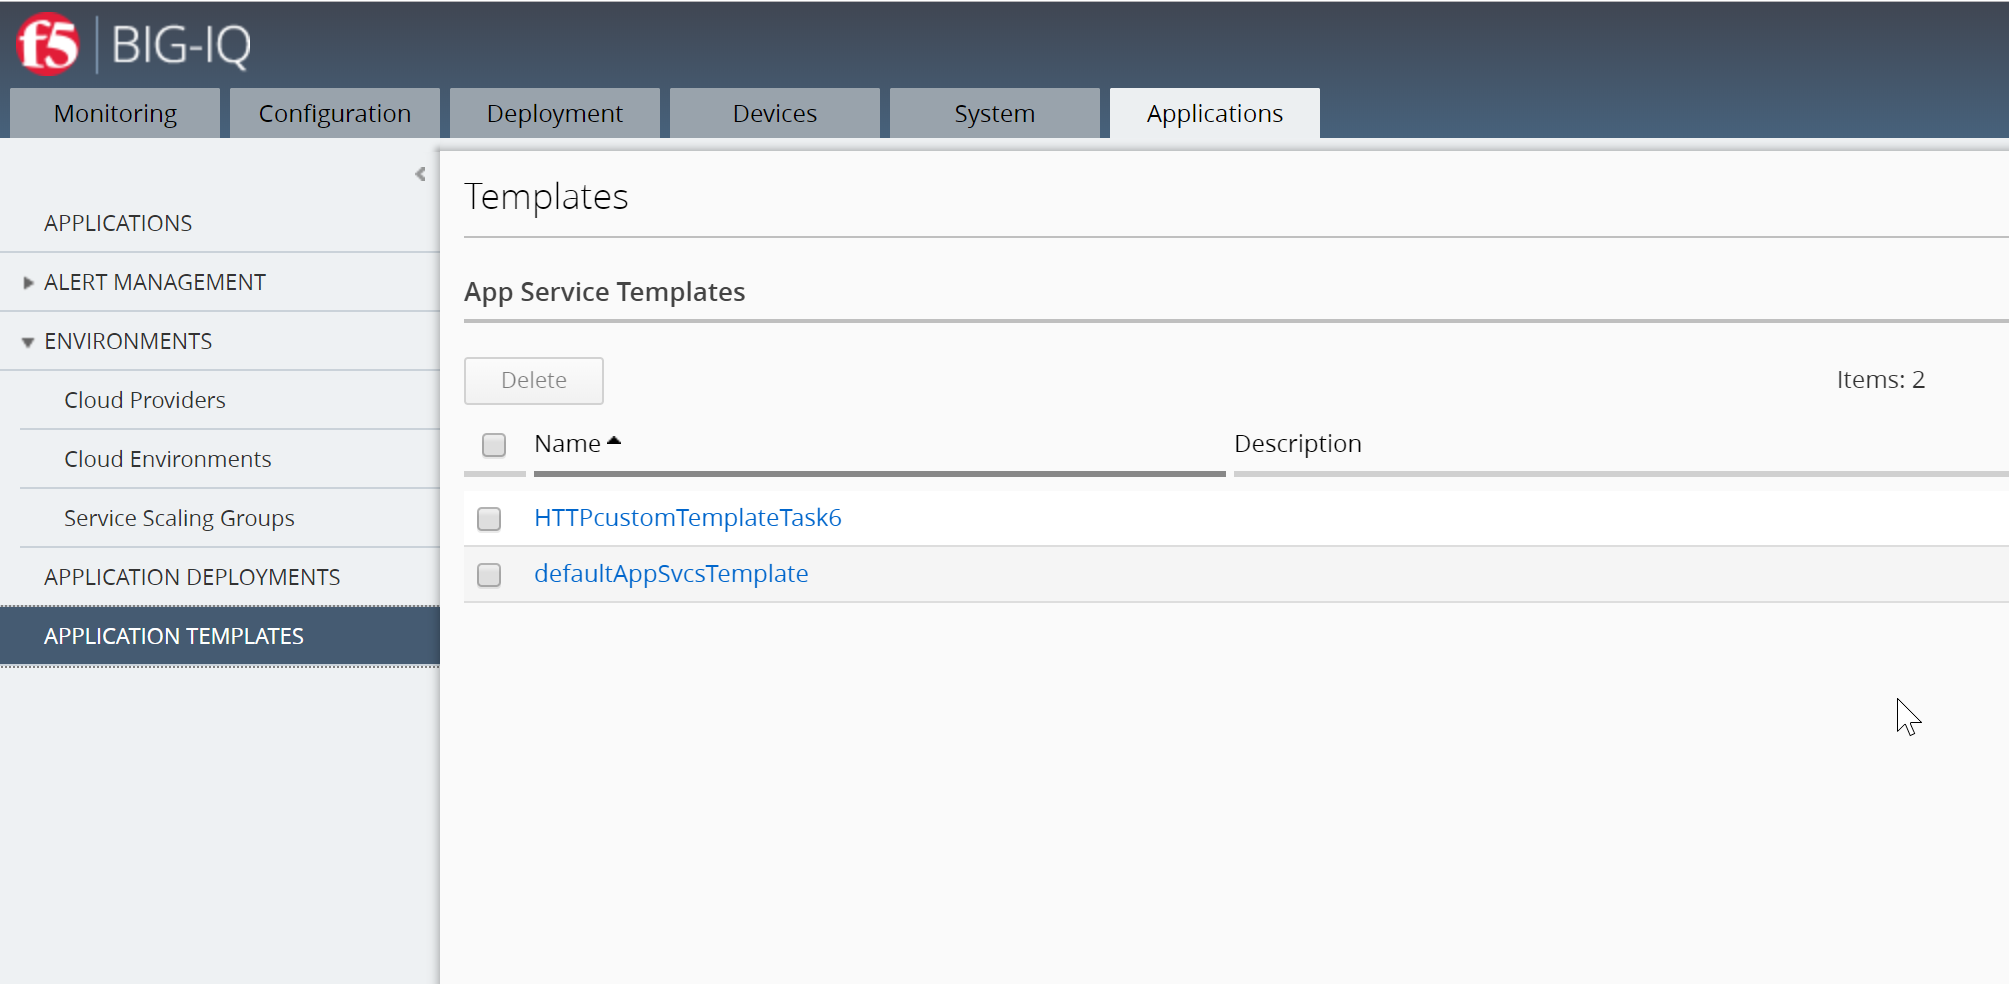 f5 BIG-IQ
Monitoring Configuration Deployment Devices System Applications
APPLICATIONS
ALERT MANAGEMENT
ENVIRONMENTS
Cloud Providers
Cloud Environments
Service Scaling Groups
APPLICATION DEPLOYMENTS
APPLICATION TEMPLATES
Templates
App Service Templates
Delete Items: 2
Name Description
HTTPcustomTemplateTask6
defaultAppSvcsTemplate